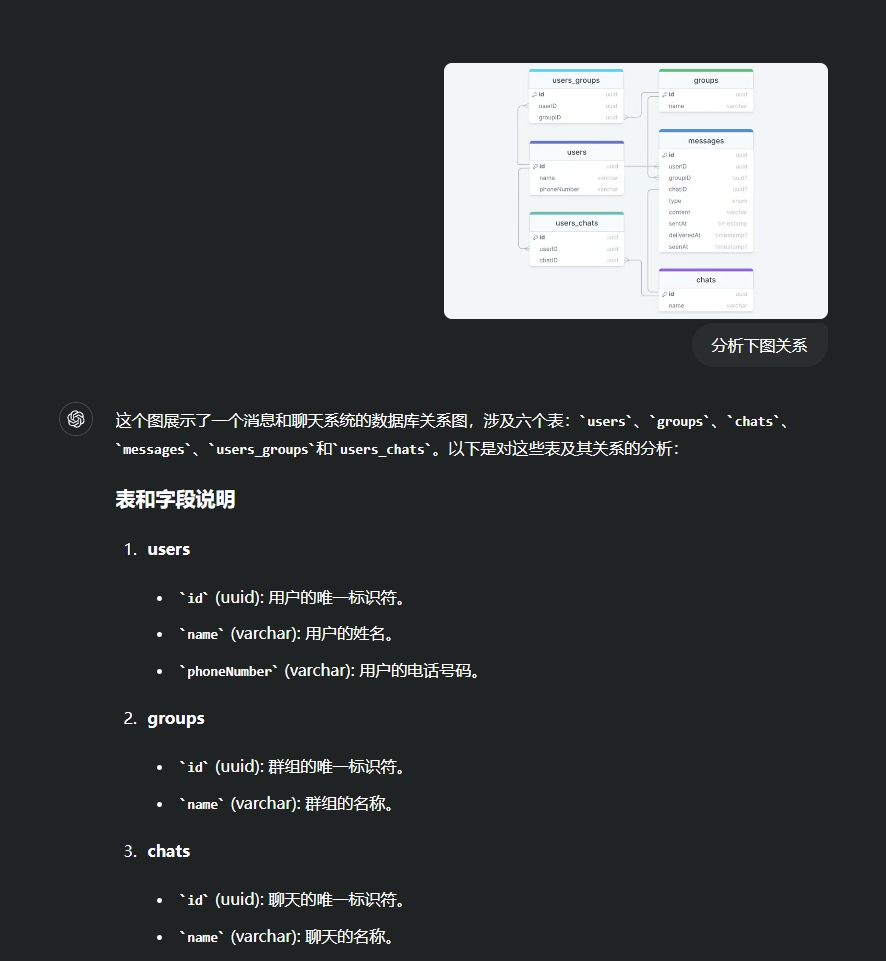 users_groups
id uuid
userID uuid
groupID uuid
groups
id uuid
name varchar
users
id uuid
name varchar
phoneNumber varchar
messages
id uuid
userID uuid
groupID uuid?
chatID uuid?
type enum
content varchar
sentAt timestamp
deliveredAt timestamp?
seenAt timestamp?
users_chats
id uuid
userID uuid
chatID uuid
chats
id uuid
name varchar
分析下图关系
这个图展示了一个消息和聊天系统的数据库关系图，涉及六个表：`users`、`groups`、`chats`、
`messages`、`users_groups`和`users_chats`。以下是对这些表及其关系的分析：
表和字段说明
1. users
• `id` (uuid): 用户的唯一标识符。
• `name` (varchar): 用户的姓名。
• `phoneNumber` (varchar): 用户的电话号码。
2. groups
• `id` (uuid): 群组的唯一标识符。
• `name` (varchar): 群组的名称。
3. chats
• `id` (uuid): 聊天的唯一标识符。
• `name` (varchar): 聊天的名称。